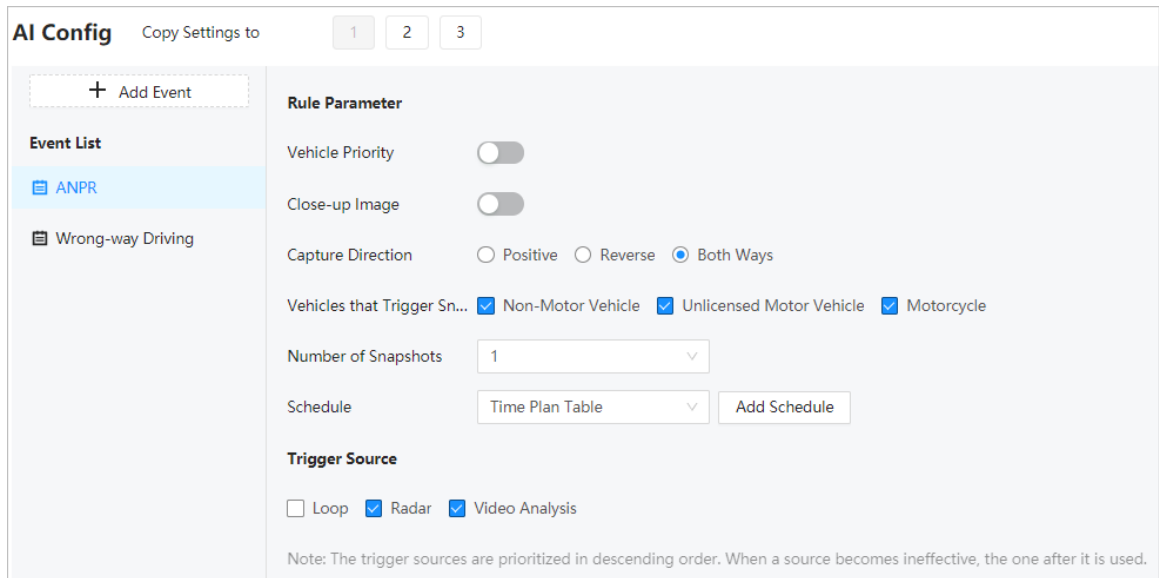 AI Config Copy Settings to 1 2 3
+ Add Event
Event List
ANPR
Wrong-way Driving
Rule Parameter
Vehicle Priority
Close-up Image
Capture Direction Positive Reverse Both Ways
Vehicles that Trigger Sn... Non-Motor Vehicle Unlicensed Motor Vehicle Motorcycle
Number of Snapshots 1
Schedule Time Plan Table Add Schedule
Trigger Source
Loop Radar Video Analysis
Note: The trigger sources are prioritized in descending order. When a source becomes ineffective, the one after it is used.